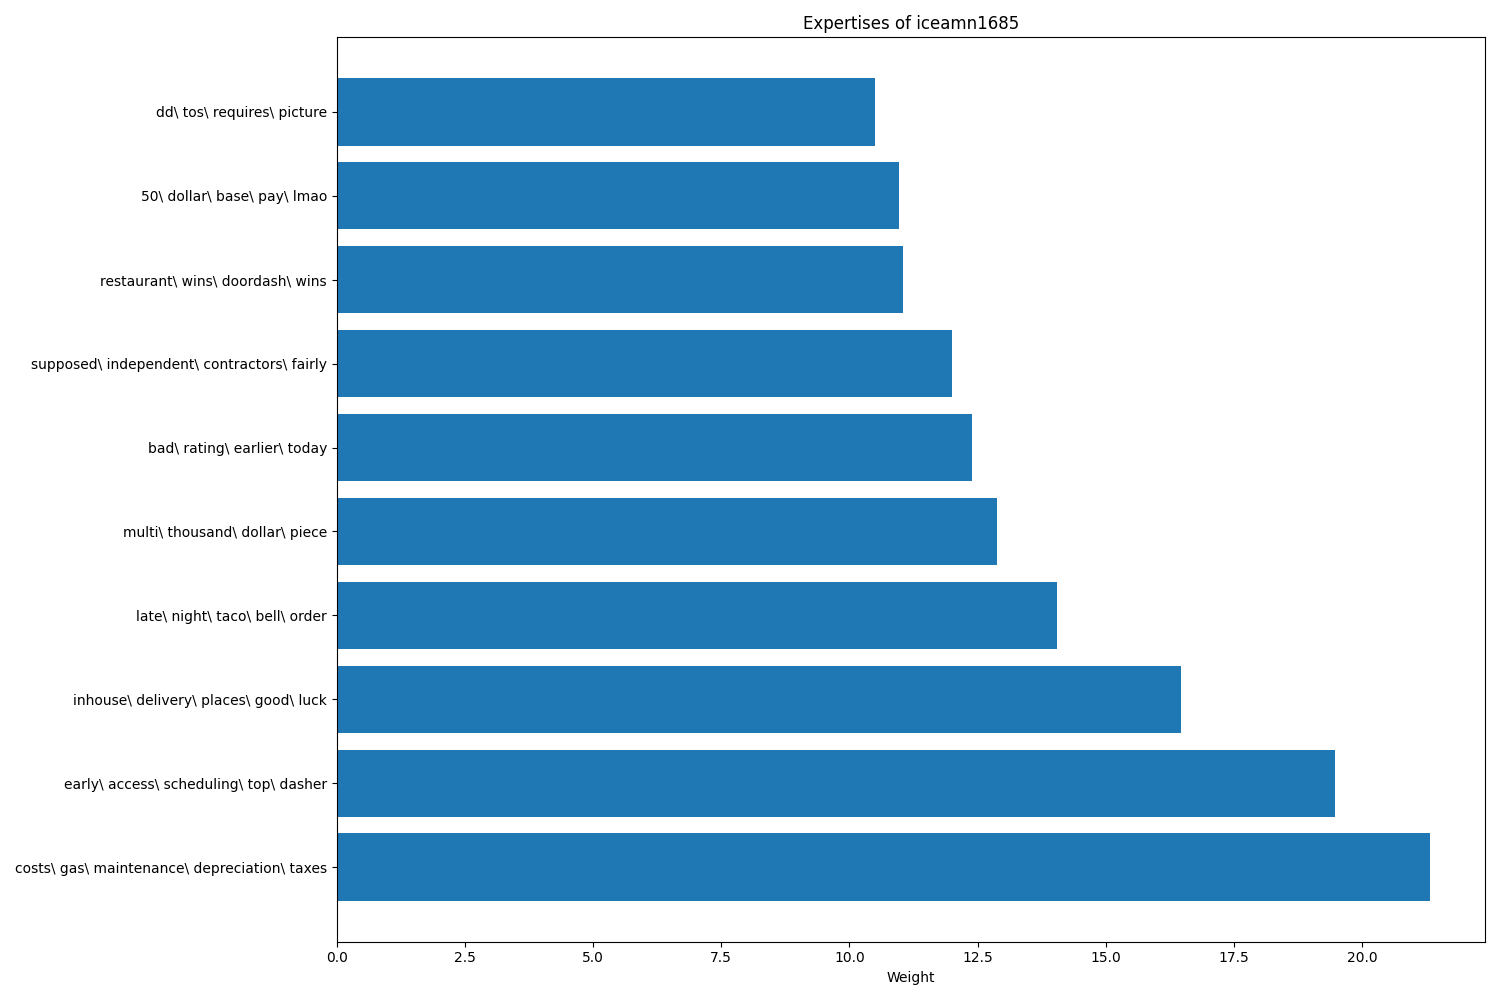 Expertises of iceamn1685
dd\ tos\ requires\ picture
50\ dollar\ base\ pay\ lmao
restaurant\ wins\ doordash\ wins
supposed\ independent\ contractors\ fairly
bad\ rating\ earlier\ today
multi\ thousand\ dollar\ piece
late\ night\ taco\ bell\ order
inhouse\ delivery\ places\ good\ luck
early\ access\ scheduling\ top\ dasher
costs\ gas\ maintenance\ depreciation\ taxes
0.0 2.5 5.0 7.5 10.0 12.5 15.0 17.5 20.0
Weight